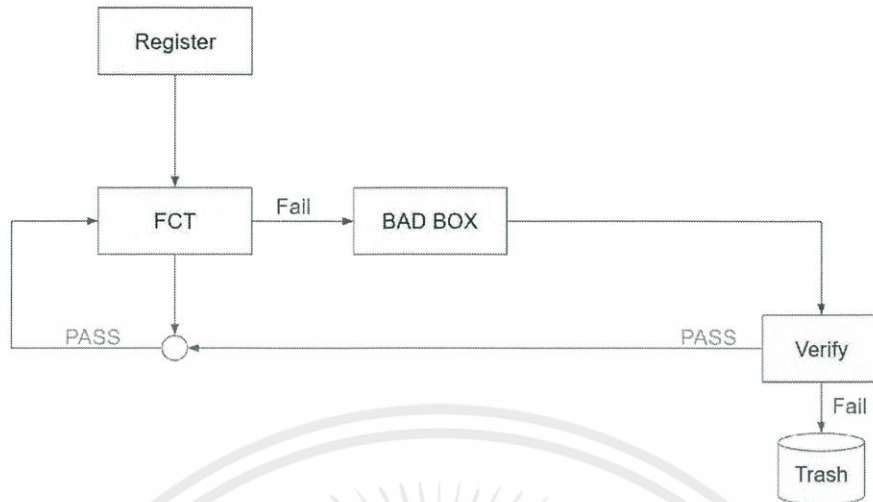 Register
FCT
Fail
BAD BOX
PASS
PASS
Verify
Fail
Trash